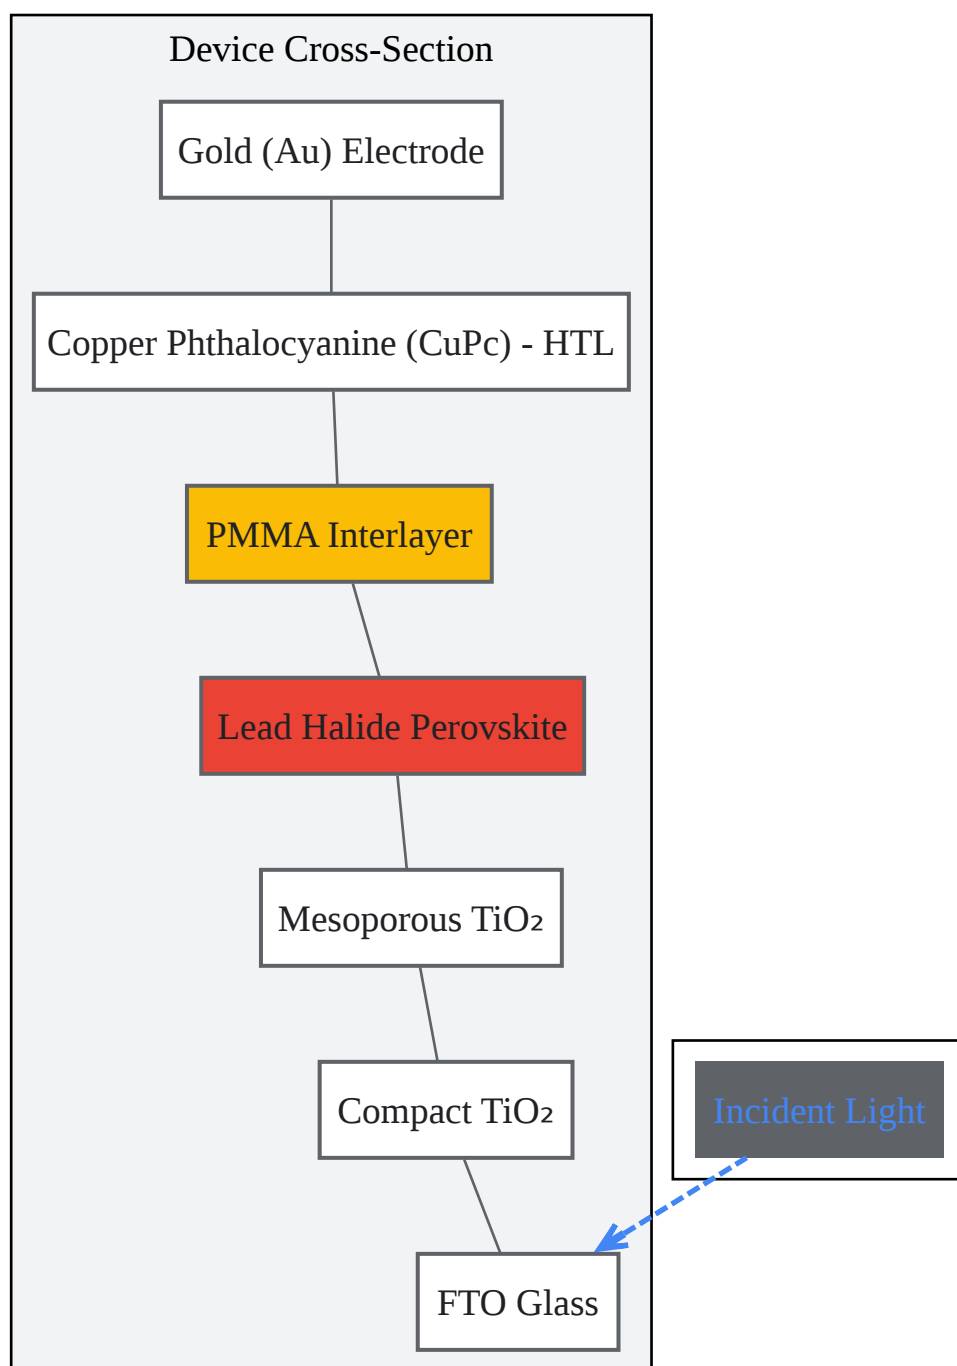 Device Cross-Section
Gold (Au) Electrode
Copper Phthalocyanine (CuPc) - HTL
PMMA Interlayer
Lead Halide Perovskite
Mesoporous TiO₂
Compact TiO₂
Incident Light
FTO Glass